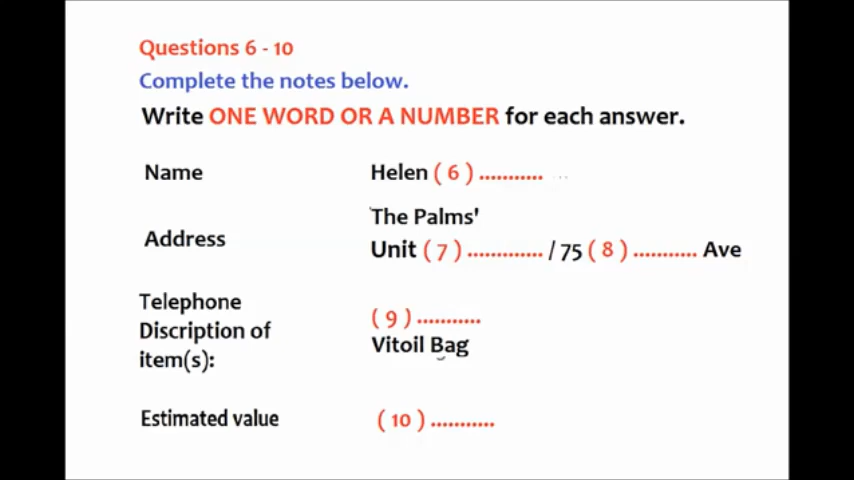 Questions 6 - 10
Complete the notes below.
Write ONE WORD OR A NUMBER for each answer.
Name Helen ( 6 ) ...........
The Palms'
Address Unit ( 7 ) ............. / 75 ( 8 ) ........... Ave
Telephone ( 9 ) ...........
Discription of
item(s): Vitoil Bag
Estimated value ( 10 ) ...........